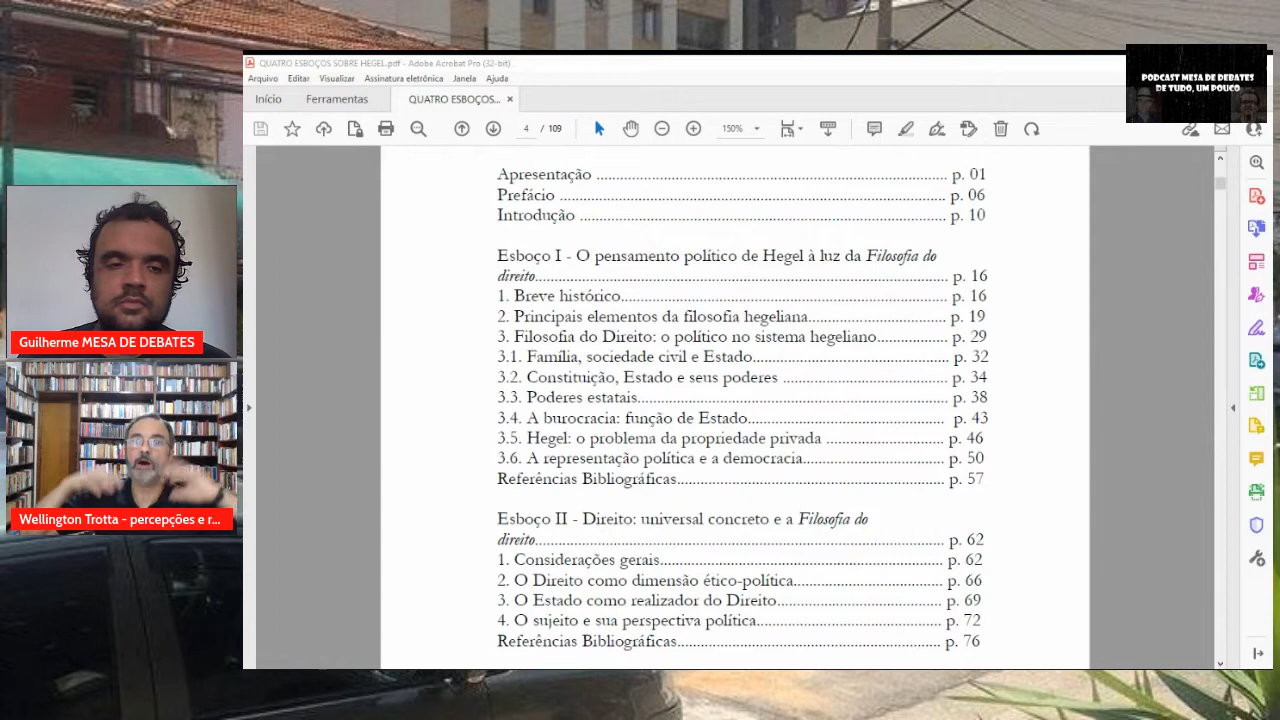 QUATRO ESBOÇOS SOBRE HEGEL.pdf - Adobe Acrobat Pro (32-bit)
Arquivo Editar Visualizar Assinatura eletrônica Janela Ajuda
Início Ferramentas QUATRO ESBOÇOS... ×
4 / 109 150%
PODCAST MESA DE DEBATES
DE TUDO, UM POUCO
Apresentação ........ p. 01
Prefácio ........ p. 06
Introdução ........ p. 10
Esboço I - O pensamento político de Hegel à luz da Filosofia do
direito........ p. 16
1. Breve histórico........ p. 16
2. Principais elementos da filosofia hegeliana........ p. 19
3. Filosofia do Direito: o político no sistema hegeliano........ p. 29
3.1. Família, sociedade civil e Estado........ p. 32
3.2. Constituição, Estado e seus poderes ........ p. 34
3.3. Poderes estatais........ p. 38
3.4. A burocracia: função de Estado........ p. 43
3.5. Hegel: o problema da propriedade privada ........ p. 46
3.6. A representação política e a democracia........ p. 50
Referências Bibliográficas........ p. 57
Esboço II - Direito: universal concreto e a Filosofia do
direito........ p. 62
1. Considerações gerais........ p. 62
2. O Direito como dimensão ético-política........ p. 66
3. O Estado como realizador do Direito........ p. 69
4. O sujeito e sua perspectiva política........ p. 72
Referências Bibliográficas........ p. 76
Guilherme MESA DE DEBATES
Wellington Trotta - percepções e r...